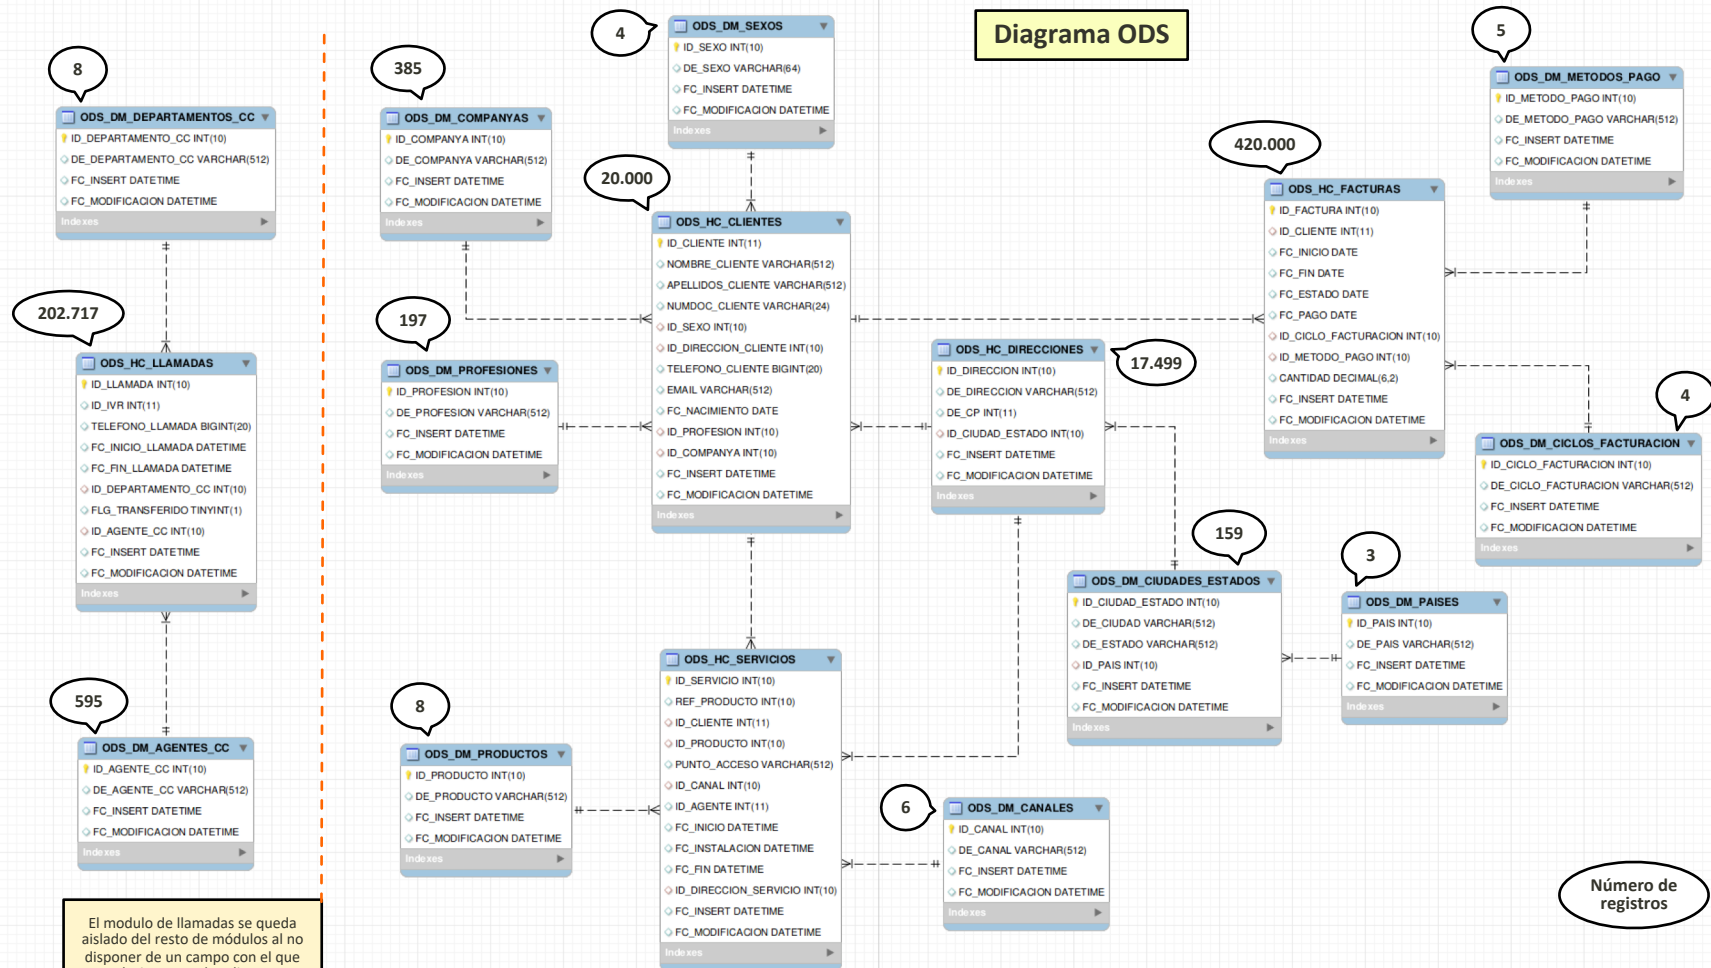 Diagrama ODS
8
ODS_DM_DEPARTAMENTOS_CC
ID_DEPARTAMENTO_CC INT(10)
DE_DEPARTAMENTO_CC VARCHAR(512)
FC_INSERT DATETIME
FC_MODIFICACION DATETIME
Indexes
202.717
ODS_HC_LLAMADAS
ID_LLAMADA INT(10)
ID_IVR INT(11)
TELEFONO_LLAMADA BIGINT(20)
FC_INICIO_LLAMADA DATETIME
FC_FIN_LLAMADA DATETIME
ID_DEPARTAMENTO_CC INT(10)
FLG_TRANSFERIDO TINYINT(1)
ID_AGENTE_CC INT(10)
FC_INSERT DATETIME
FC_MODIFICACION DATETIME
Indexes
595
ODS_DM_AGENTES_CC
ID_AGENTE_CC INT(10)
DE_AGENTE_CC VARCHAR(512)
FC_INSERT DATETIME
FC_MODIFICACION DATETIME
Indexes
El modulo de llamadas se queda
aislado del resto de módulos al no
disponer de un campo con el que
385
ODS_DM_COMPANYAS
ID_COMPANYA INT(10)
DE_COMPANYA VARCHAR(512)
FC_INSERT DATETIME
FC_MODIFICACION DATETIME
Indexes
197
ODS_DM_PROFESIONES
ID_PROFESION INT(10)
DE_PROFESION VARCHAR(512)
FC_INSERT DATETIME
FC_MODIFICACION DATETIME
Indexes
8
ODS_DM_PRODUCTOS
ID_PRODUCTO INT(10)
DE_PRODUCTO VARCHAR(512)
FC_INSERT DATETIME
FC_MODIFICACION DATETIME
Indexes
4
ODS_DM_SEXOS
ID_SEXO INT(10)
DE_SEXO VARCHAR(64)
FC_INSERT DATETIME
FC_MODIFICACION DATETIME
Indexes
20.000
ODS_HC_CLIENTES
ID_CLIENTE INT(11)
NOMBRE_CLIENTE VARCHAR(512)
APELLIDOS_CLIENTE VARCHAR(512)
NUMDOC_CLIENTE VARCHAR(24)
ID_SEXO INT(10)
ID_DIRECCION_CLIENTE INT(10)
TELEFONO_CLIENTE BIGINT(20)
EMAIL VARCHAR(512)
FC_NACIMIENTO DATE
ID_PROFESION INT(10)
ID_COMPANYA INT(10)
FC_INSERT DATETIME
FC_MODIFICACION DATETIME
Indexes
ODS_HC_SERVICIOS
ID_SERVICIO INT(10)
REF_PRODUCTO INT(10)
ID_CLIENTE INT(11)
ID_PRODUCTO INT(10)
PUNTO_ACCESO VARCHAR(512)
ID_CANAL INT(10)
ID_AGENTE INT(11)
FC_INICIO DATETIME
FC_INSTALACION DATETIME
FC_FIN DATETIME
ID_DIRECCION_SERVICIO INT(10)
FC_INSERT DATETIME
FC_MODIFICACION DATETIME
Indexes
17.499
ODS_HC_DIRECCIONES
ID_DIRECCION INT(10)
DE_DIRECCION VARCHAR(512)
DE_CP INT(11)
ID_CIUDAD_ESTADO INT(10)
FC_INSERT DATETIME
FC_MODIFICACION DATETIME
Indexes
6
ODS_DM_CANALES
ID_CANAL INT(10)
DE_CANAL VARCHAR(512)
FC_INSERT DATETIME
FC_MODIFICACION DATETIME
Indexes
159
ODS_DM_CIUDADES_ESTADOS
ID_CIUDAD_ESTADO INT(10)
DE_CIUDAD VARCHAR(512)
DE_ESTADO VARCHAR(512)
ID_PAIS INT(10)
FC_INSERT DATETIME
FC_MODIFICACION DATETIME
Indexes
3
ODS_DM_PAISES
ID_PAIS INT(10)
DE_PAIS VARCHAR(512)
FC_INSERT DATETIME
FC_MODIFICACION DATETIME
Indexes
420.000
ODS_HC_FACTURAS
ID_FACTURA INT(10)
ID_CLIENTE INT(11)
FC_INICIO DATE
FC_FIN DATE
FC_ESTADO DATE
FC_PAGO DATE
ID_CICLO_FACTURACION INT(10)
ID_METODO_PAGO INT(10)
CANTIDAD DECIMAL(6,2)
FC_INSERT DATETIME
FC_MODIFICACION DATETIME
Indexes
5
ODS_DM_METODOS_PAGO
ID_METODO_PAGO INT(10)
DE_METODO_PAGO VARCHAR(512)
FC_INSERT DATETIME
FC_MODIFICACION DATETIME
Indexes
4
ODS_DM_CICLOS_FACTURACION
ID_CICLO_FACTURACION INT(10)
DE_CICLO_FACTURACION VARCHAR(512)
FC_INSERT DATETIME
FC_MODIFICACION DATETIME
Indexes
Número de
registros